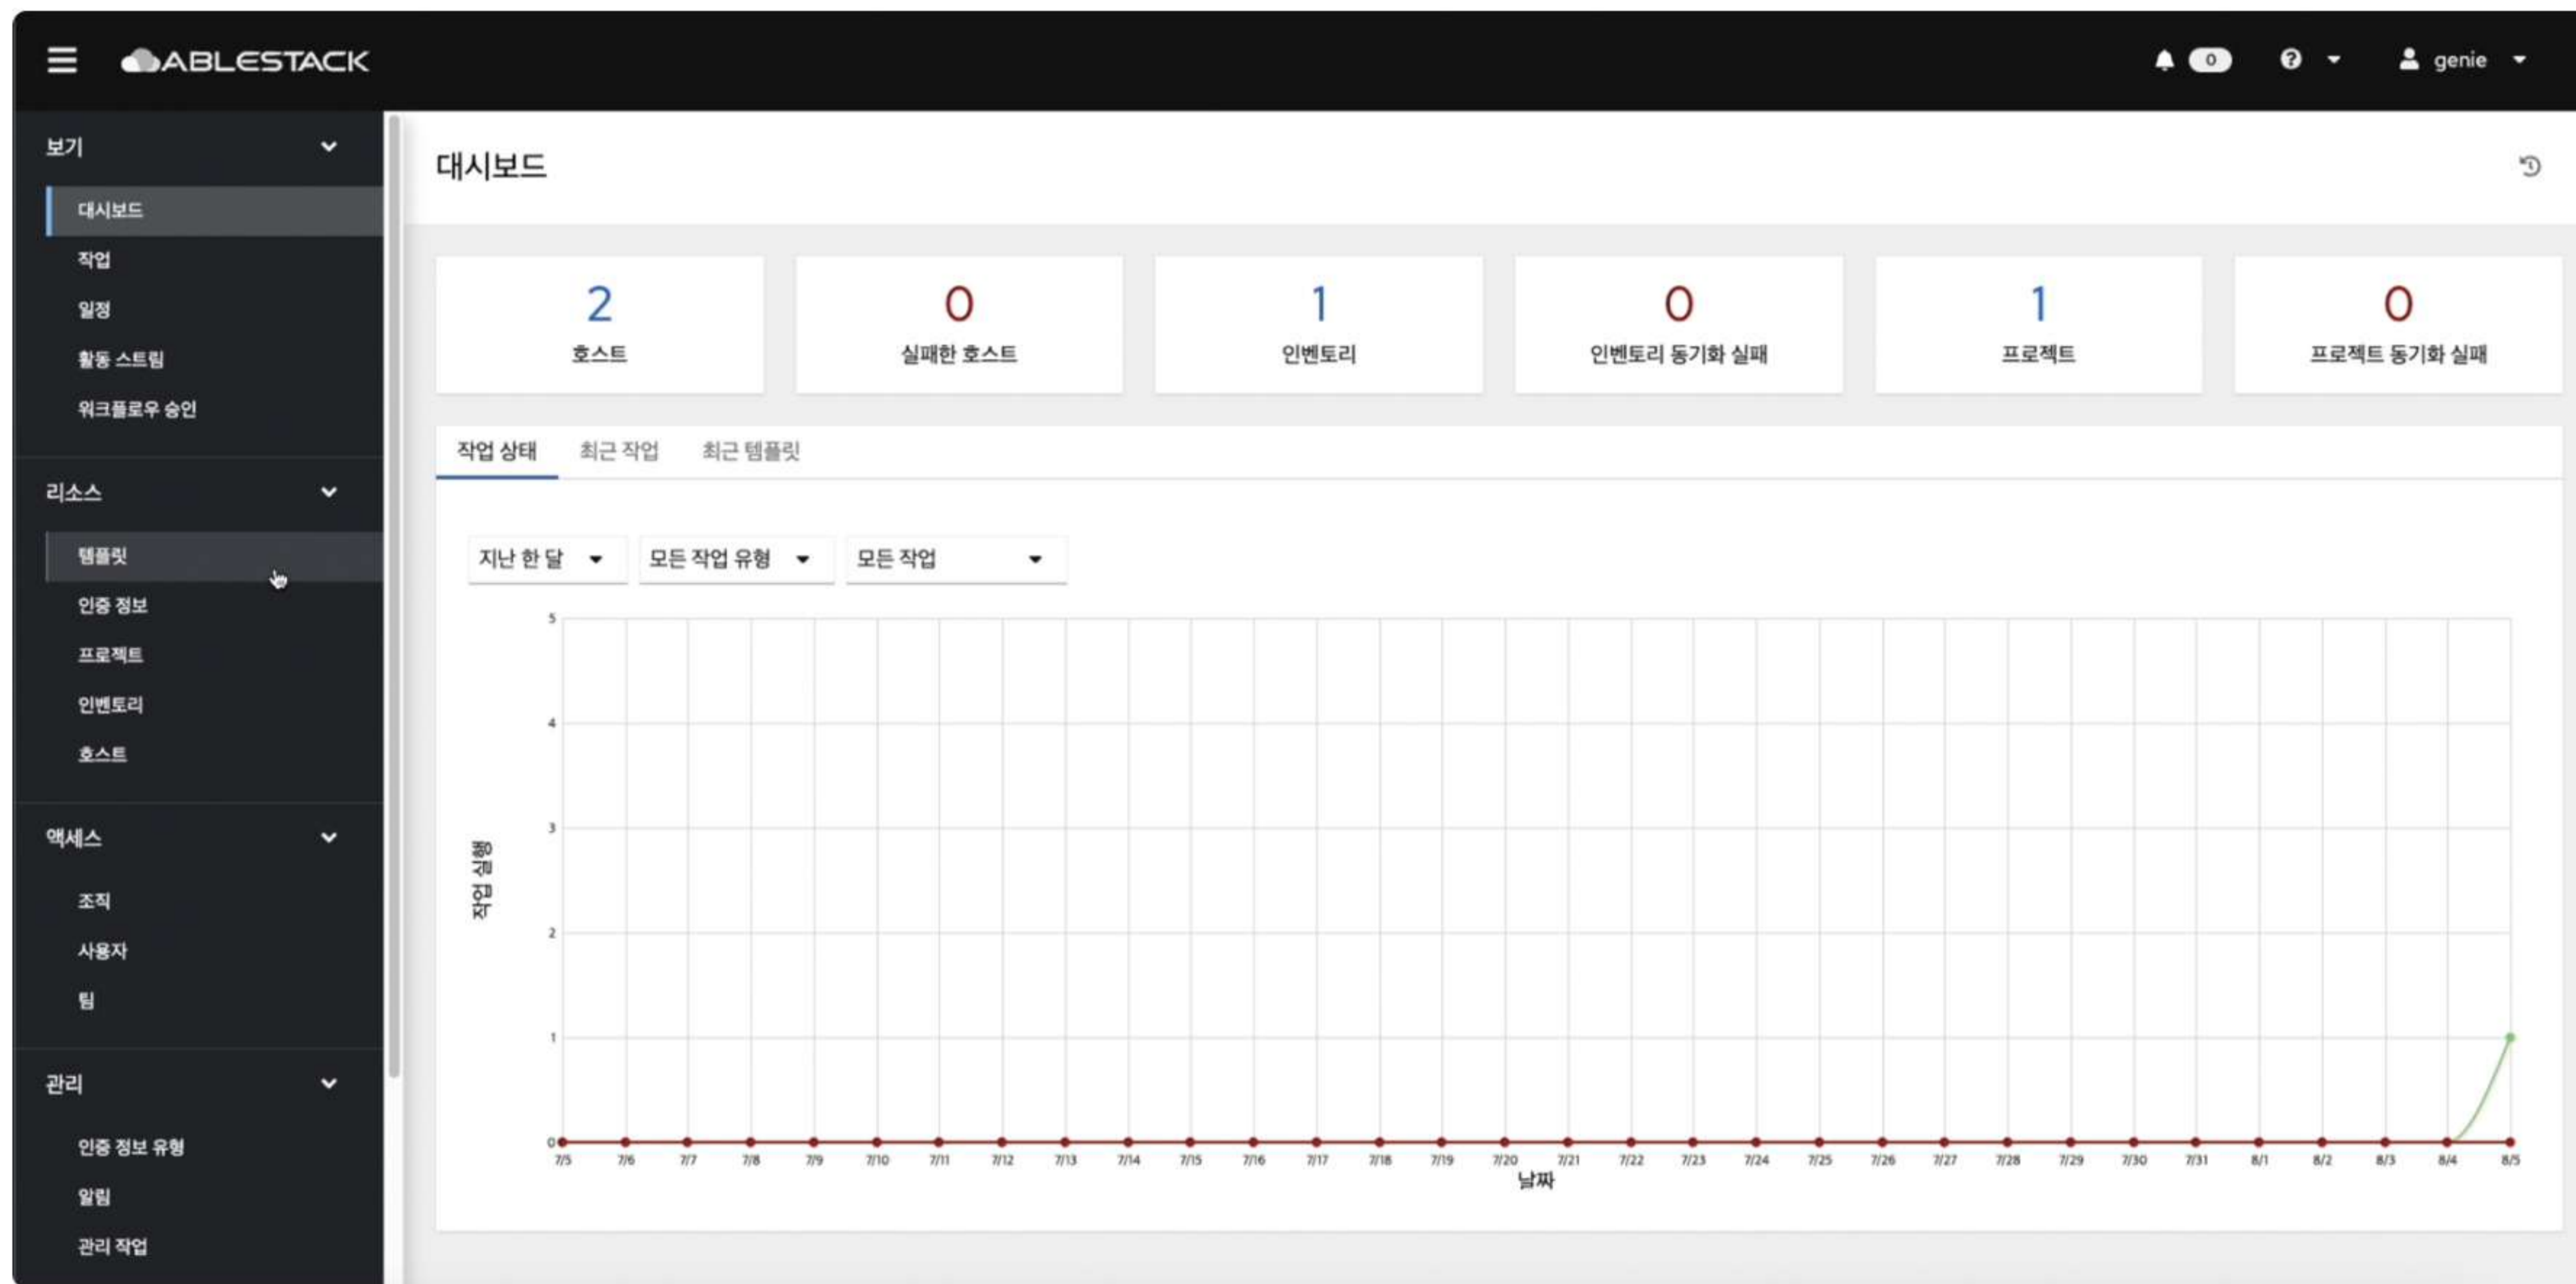 ABLESTACK
0
genie
보기
대시보드
작업
일정
활동 스트림
워크플로우 승인
리소스
템플릿
인증 정보
프로젝트
인벤토리
호스트
액세스
조직
사용자
팀
관리
인증 정보 유형
알림
관리 작업
대시보드
2
호스트
0
실패한 호스트
1
인벤토리
0
인벤토리 동기화 실패
1
프로젝트
0
프로젝트 동기화 실패
작업 상태 최근 작업 최근 템플릿
지난 한 달 모든 작업 유형 모든 작업
작업 실행
5
4
3
2
1
0
7/5 7/6 7/7 7/8 7/9 7/10 7/11 7/12 7/13 7/14 7/15 7/16 7/17 7/18 7/19 7/20 7/21 7/22 7/23 7/24 7/25 7/26 7/27 7/28 7/29 7/30 7/31 8/1 8/2 8/3 8/4 8/5
날짜